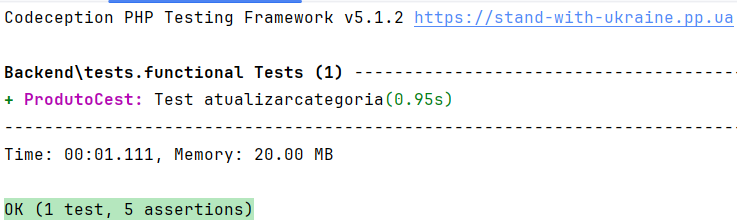 Codeception PHP Testing Framework v5.1.2 https://stand-with-ukraine.pp.ua
Backend\tests.functional Tests (1) ------------------------------------------
+ ProdutoCest: Test atualizarcategoria(0.95s)
-----------------------------------------------------------------------------
Time: 00:01.111, Memory: 20.00 MB
OK (1 test, 5 assertions)